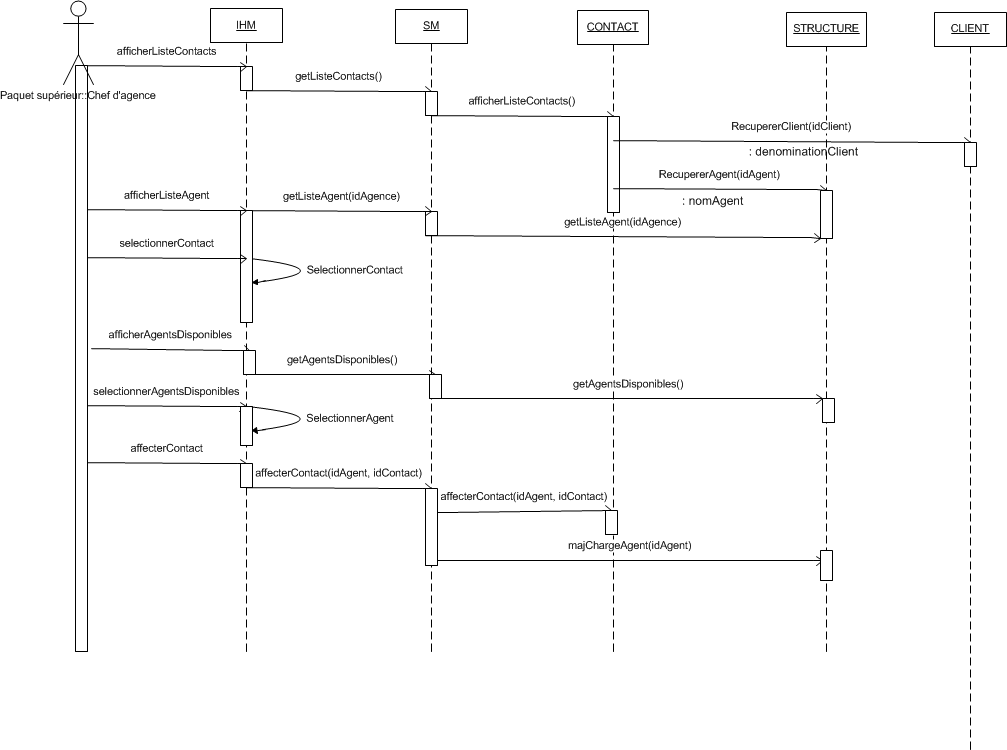 IHM
SM
CONTACT
STRUCTURE
CLIENT
afficherListeContacts
getListeContacts()
Paquet supérieur::Chef d'agence
afficherListeContacts()
RecupererClient(idClient)
: denominationClient
RecupererAgent(idAgent)
afficherListeAgent
getListeAgent(idAgence)
: nomAgent
getListeAgent(idAgence)
selectionnerContact
SelectionnerContact
afficherAgentsDisponibles
getAgentsDisponibles()
getAgentsDisponibles()
selectionnerAgentsDisponibles
SelectionnerAgent
affecterContact
affecterContact(idAgent, idContact)
affecterContact(idAgent, idContact)
majChargeAgent(idAgent)